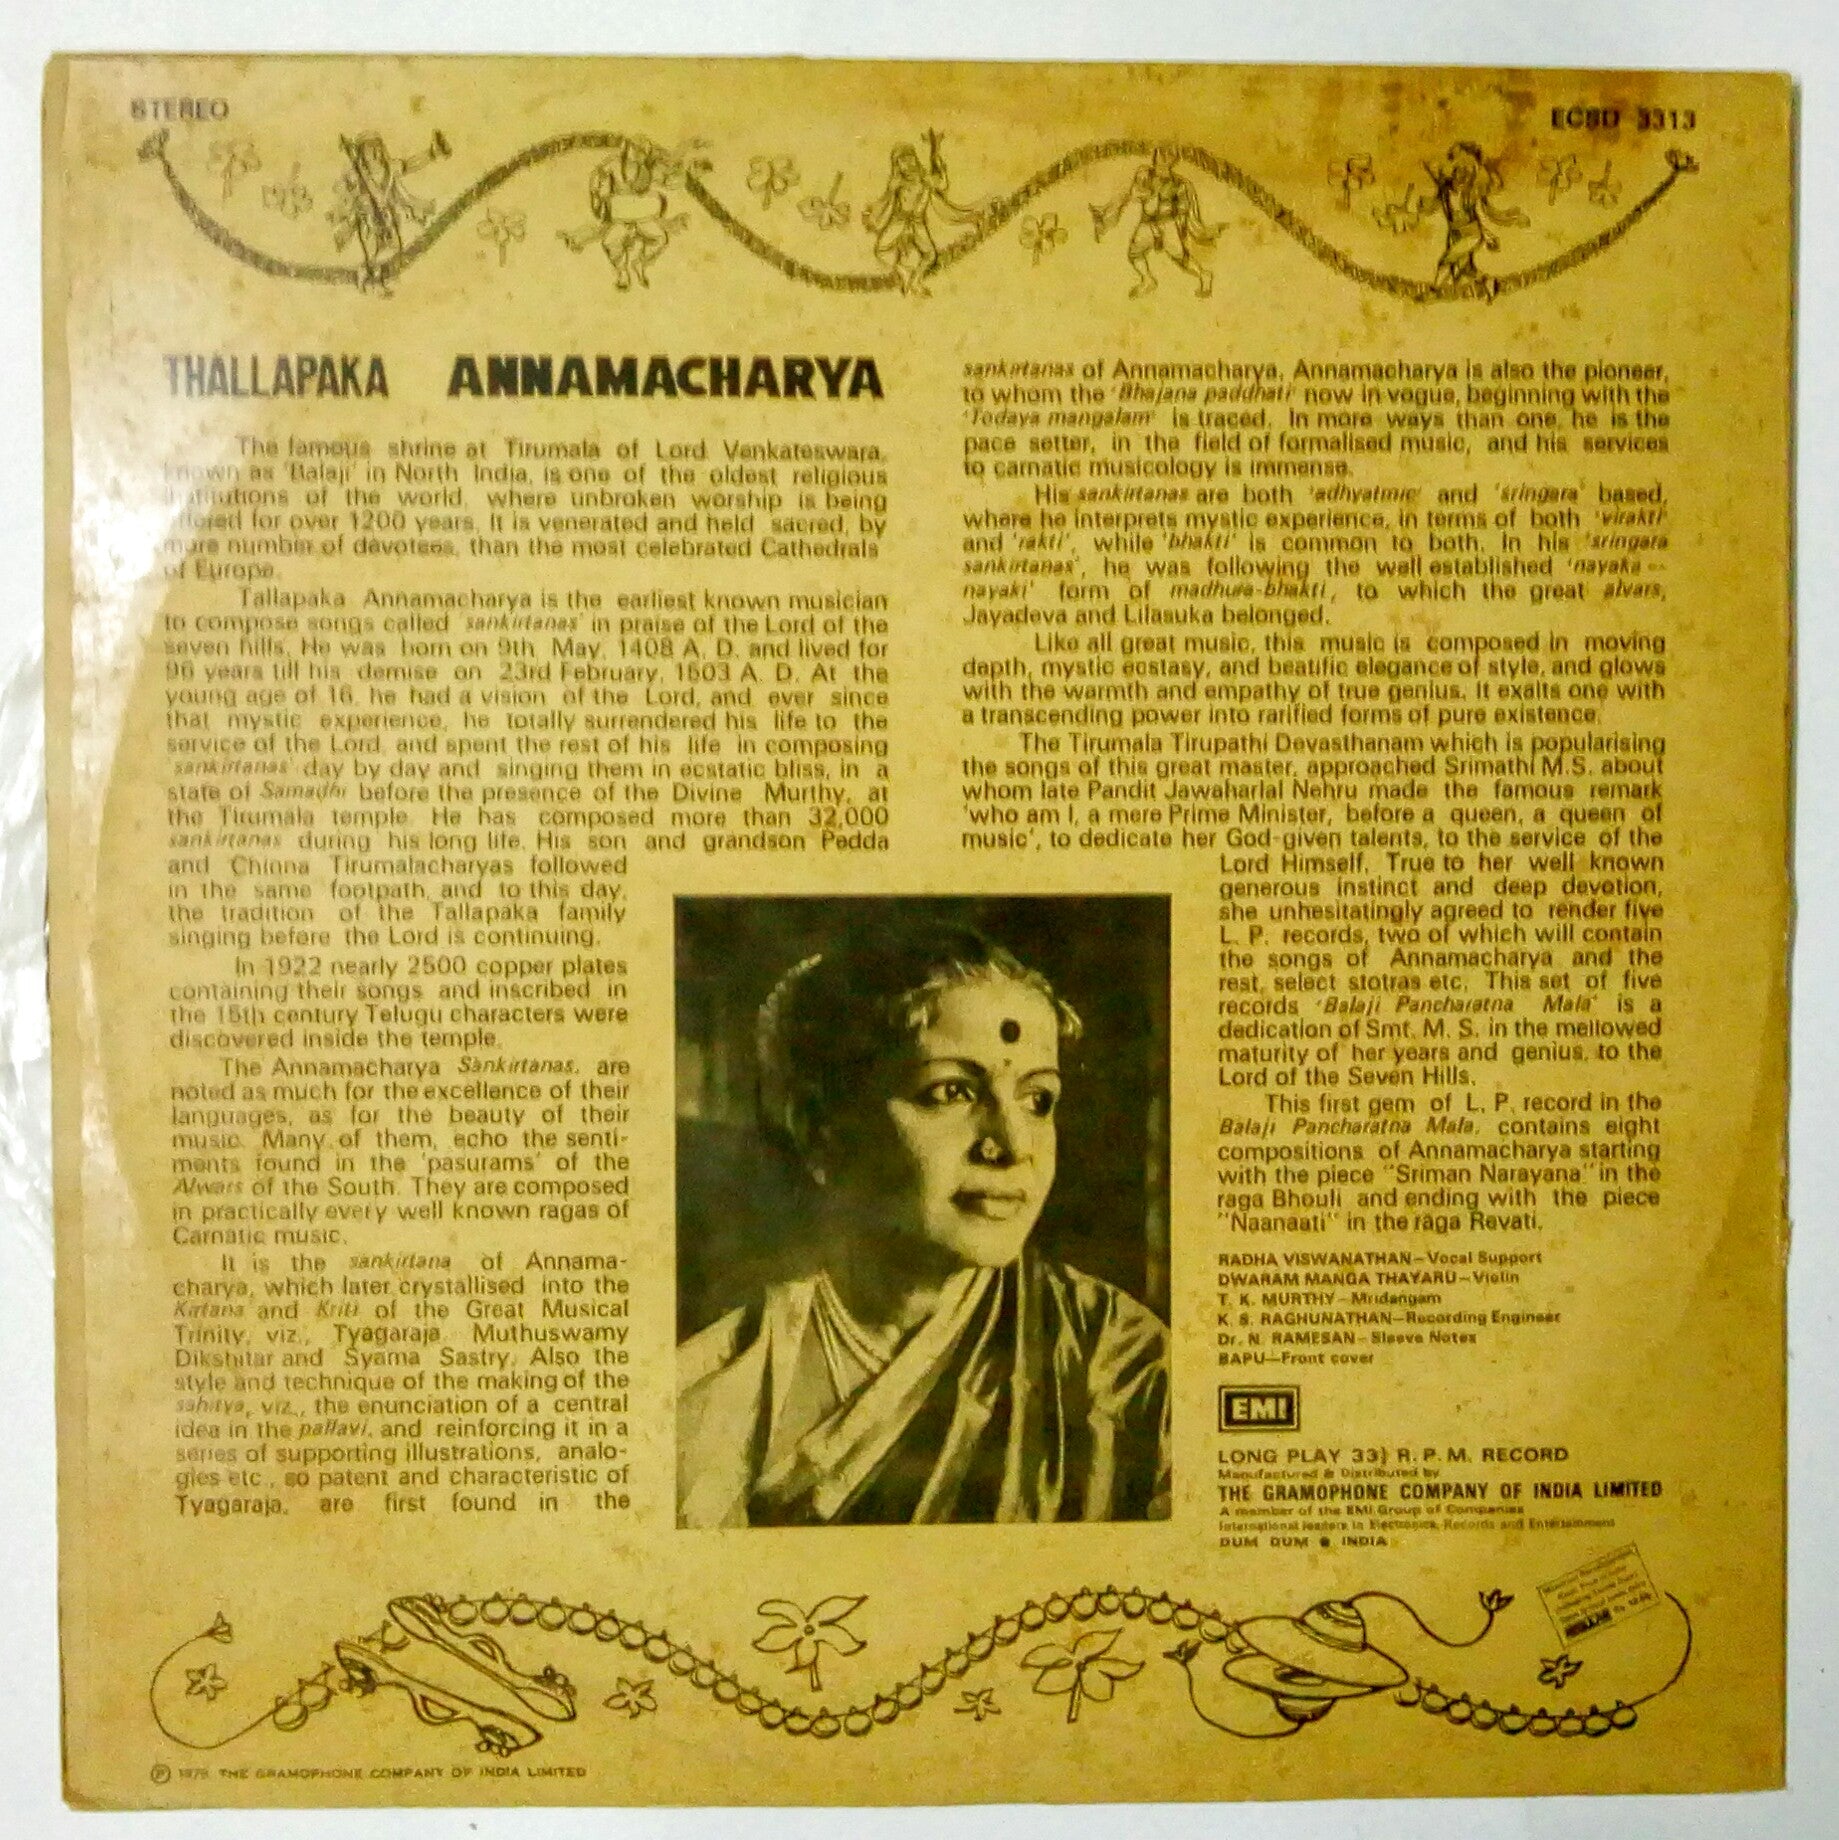 STEREO
ECSD 3313
THALLAPAKA ANNAMACHARYA
The famous shrine at Tirumala of Lord Venkateswara,
known as 'Balaji' in North India, is one of the oldest religious
institutions of the world, where unbroken worship is being
offered for over 1200 years. It is venerated and held sacred, by
more number of devotees, than the most celebrated Cathedrals
of Europe.
Tallapaka Annamacharya is the earliest known musician
to compose songs called 'sankirtanas' in praise of the Lord of the
seven hills. He was born on 9th May, 1408 A. D. and lived for
95 years till his demise on 23rd February, 1503 A. D. At the
young age of 16, he had a vision of the Lord, and ever since
that mystic experience, he totally surrendered his life to the
service of the Lord, and spent the rest of his life in composing
'sankirtanas' day by day and singing them in ecstatic bliss, in a
state of Samadhi before the presence of the Divine Murthy, at
the Tirumala temple. He has composed more than 32,000
sankirtanas during his long life. His son and grandson Pedda
and Chinna Tirumalacharyas followed
in the same footpath, and to this day,
the tradition of the Tallapaka family
singing before the Lord is continuing.
In 1922 nearly 2500 copper plates
containing their songs and inscribed in
the 15th century Telugu characters were
discovered inside the temple.
The Annamacharya Sankirtanas, are
noted as much for the excellence of their
languages, as for the beauty of their
music. Many of them, echo the senti-
ments found in the 'pasurams' of the
Alwars of the South. They are composed
in practically every well known ragas of
Carnatic music.
It is the sankirtana of Annama-
charya, which later crystallised into the
Kirtana and Kriti of the Great Musical
Trinity, viz., Tyagaraja, Muthuswamy
Dikshitar and Syama Sastry. Also the
style and technique of the making of the
sahitya, viz., the enunciation of a central
idea in the pallavi, and reinforcing it in a
series of supporting illustrations, analo-
gies etc., so patent and characteristic of
Tyagaraja, are first found in the
sankirtanas of Annamacharya. Annamacharya is also the pioneer,
to whom the 'Bhajana paddhati' now in vogue, beginning with the
'Todaya mangalam' is traced. In more ways than one, he is the
pace setter, in the field of formalised music, and his services
to carnatic musicology is immense.
His sankirtanas are both 'adhyatmic' and 'sringara' based,
where he interprets mystic experience, in terms of both 'virakti'
and 'rakti', while 'bhakti' is common to both. In his 'sringara
sankirtanas', he was following the well established 'nayaka --
nayaki' form of madhura-bhakti, to which the great alvars,
Jayadeva and Lilasuka belonged.
Like all great music, this music is composed in moving
depth, mystic ecstasy, and beatific elegance of style, and glows
with the warmth and empathy of true genius. It exalts one with
a transcending power into rarified forms of pure existence.
The Tirumala Tirupathi Devasthanam which is popularising
the songs of this great master, approached Srimathi M.S. about
whom late Pandit Jawaharlal Nehru made the famous remark
'who am I, a mere Prime Minister, before a queen, a queen of
music', to dedicate her God-given talents, to the service of the
Lord Himself. True to her well known
generous instinct and deep devotion,
she unhesitatingly agreed to render five
L. P. records, two of which will contain
the songs of Annamacharya and the
rest, select stotras etc. This set of five
records 'Balaji Pancharatna Mala' is a
dedication of Smt. M. S. in the mellowed
maturity of her years and genius, to the
Lord of the Seven Hills.
This first gem of L. P. record in the
Balaji Pancharatna Mala, contains eight
compositions of Annamacharya starting
with the piece "Sriman Narayana" in the
raga Bhouli and ending with the piece
"Naanaati" in the raga Revati.
RADHA VISWANATHAN—Vocal Support
DWARAM MANGA THAYARU—Violin
T. K. MURTHY—Mridangam
K. S. RAGHUNATHAN—Recording Engineer
Dr. N. RAMESAN—Sleeve Notes
BAPU—Front cover
EMI
LONG PLAY 33⅓ R. P. M. RECORD
Manufactured & Distributed by
THE GRAMOPHONE COMPANY OF INDIA LIMITED
A member of the EMI Group of Companies
International leaders in Electronics, Records and Entertainment
DUM DUM ● INDIA
Ⓟ 1979 THE GRAMOPHONE COMPANY OF INDIA LIMITED